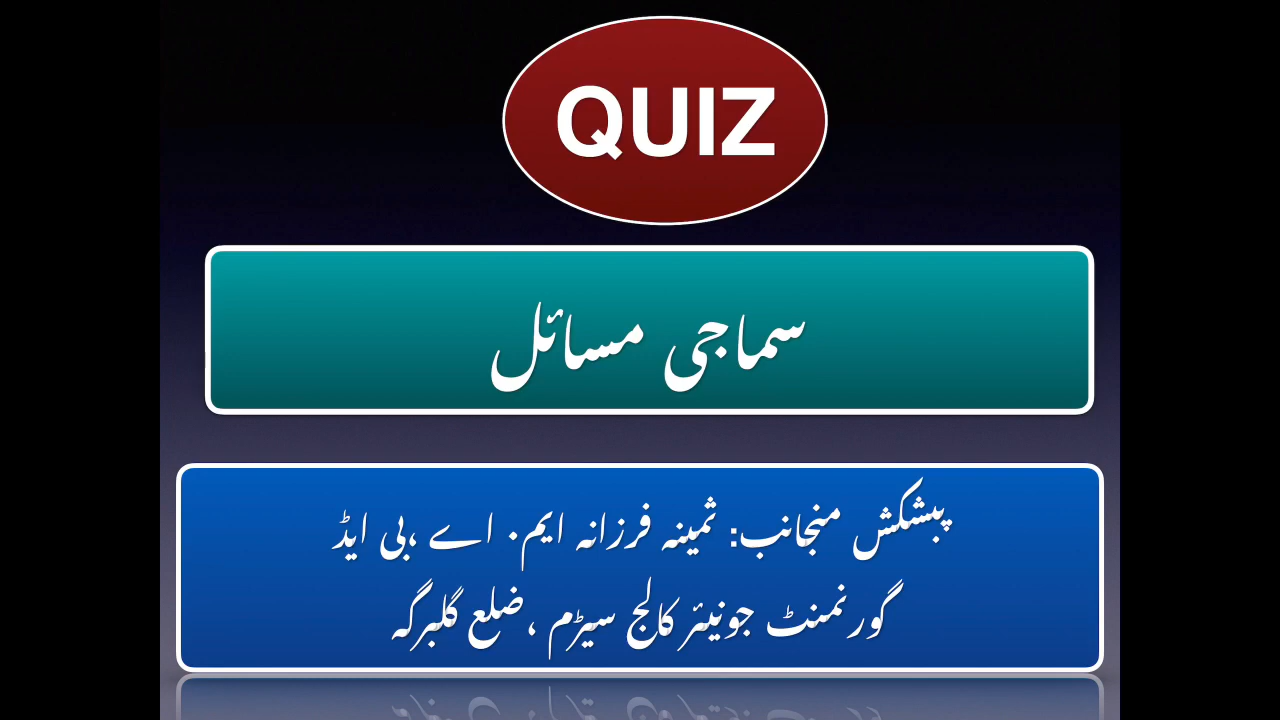 QUIZ
سماجی مسائل
پیشکش منجانب: ثمینہ فرزانہ ایم. اے ،بی ایڈ
گورنمنٹ جونیئر کالج سیڑم ،ضلع گلبرگہ